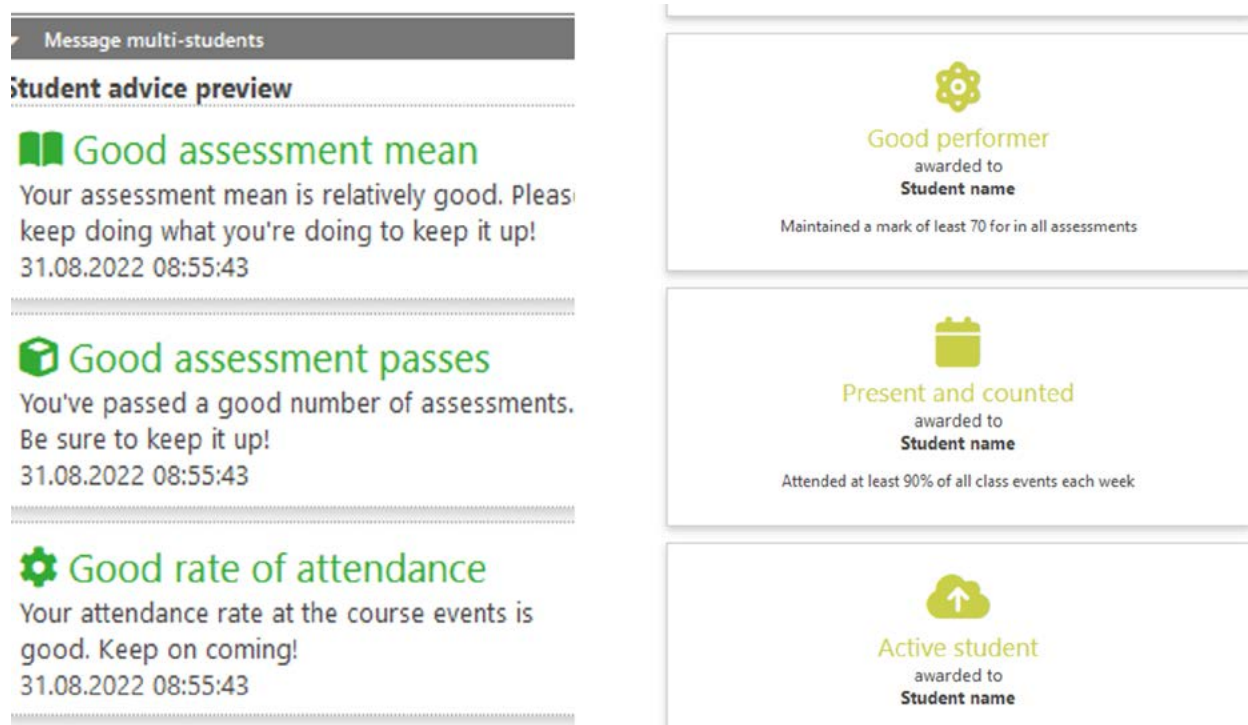 Message multi-students
Student advice preview
Good assessment mean
Your assessment mean is relatively good. Pleas
keep doing what you're doing to keep it up!
31.08.2022 08:55:43
Good assessment passes
You've passed a good number of assessments.
Be sure to keep it up!
31.08.2022 08:55:43
Good rate of attendance
Your attendance rate at the course events is
good. Keep on coming!
31.08.2022 08:55:43
Good performer
awarded to
Student name
Maintained a mark of least 70 for in all assessments
Present and counted
awarded to
Student name
Attended at least 90% of all class events each week
Active student
awarded to
Student name